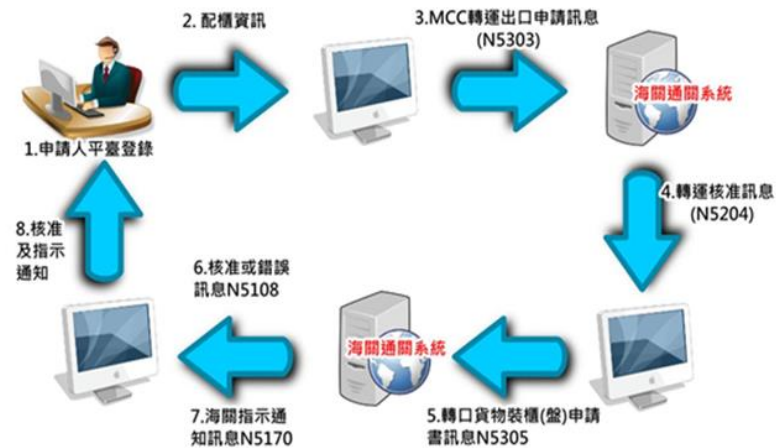 2. 配櫃資訊
3.MCC轉運出口申請訊息
(N5303)
海關通關系統
1.申請人平臺登錄
4.轉運核准訊息
(N5204)
8.核准
及指示
通知
6.核准或錯誤
訊息N5108
海關通關系統
7.海關指示通
知訊息N5170
5.轉口貨物裝櫃(盤)申請
書訊息N5305